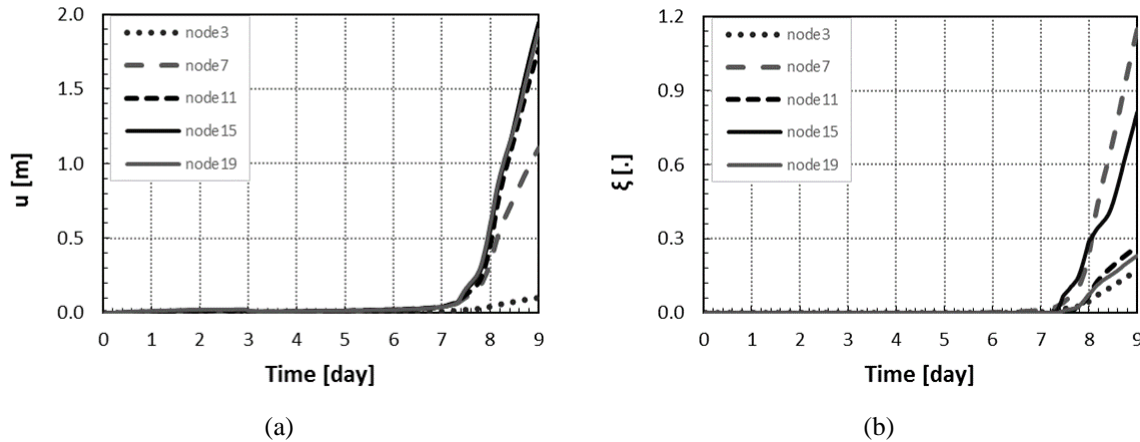 2.0
1.5
1.0
0.5
0.0
u [m]
node3
node7
node11
node15
node19
0 1 2 3 4 5 6 7 8 9
Time [day]
(a)
1.2
0.9
0.6
0.3
0.0
ξ [.]
node3
node7
node11
node15
node19
0 1 2 3 4 5 6 7 8 9
Time [day]
(b)